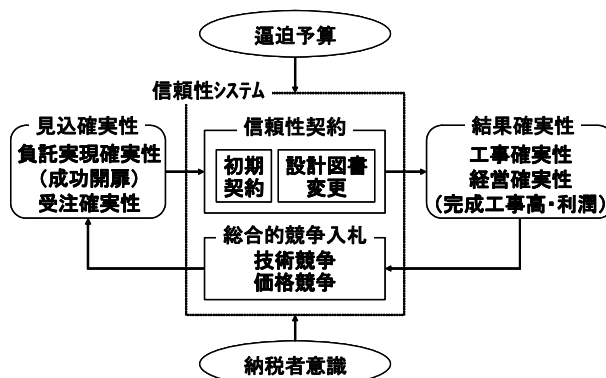 逼迫予算
信頼性システム
見込確実性
負託実現確実性
(成功開扉)
受注確実性
信頼性契約
初期
契約
設計図書
変更
結果確実性
工事確実性
経営確実性
(完成工事高・利潤)
総合的競争入札
技術競争
価格競争
納税者意識